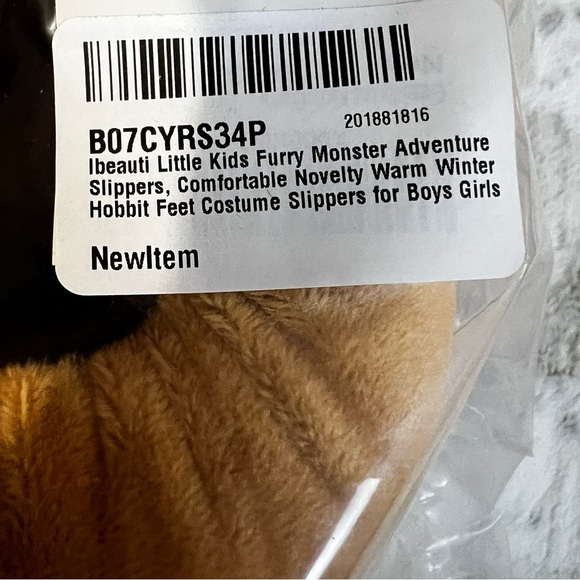 B07CYRS34P 201881816
Ibeauti Little Kids Furry Monster Adventure
Slippers, Comfortable Novelty Warm Winter
Hobbit Feet Costume Slippers for Boys Girls
NewItem